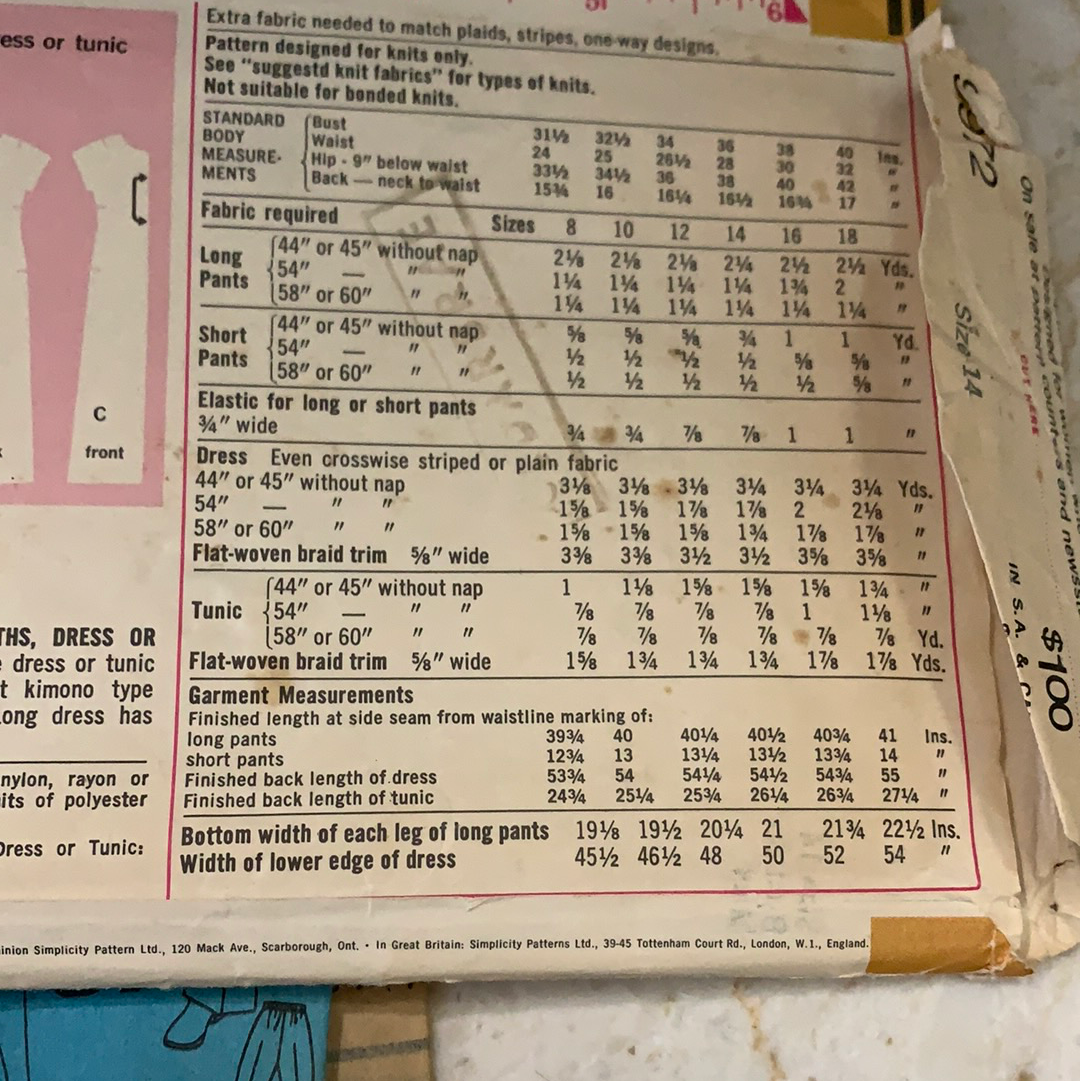 5
6
ess or tunic
Extra fabric needed to match plaids, stripes, one-way designs.
Pattern designed for knits only.
See "suggestd knit fabrics" for types of knits.
Not suitable for bonded knits.
STANDARD BODY MEASURE- MENTS
Bust 31½ 32½ 34 36 38 40 Ins.
Waist 24 25 26½ 28 30 32 "
Hip - 9" below waist 33½ 34½ 36 38 40 42 "
Back — neck to waist 15¾ 16 16¼ 16½ 16¾ 17 "
Fabric required Sizes 8 10 12 14 16 18
Long Pants
44" or 45" without nap 2⅛ 2⅛ 2⅛ 2¼ 2½ 2½ Yds.
54" — " " 1¼ 1¼ 1¼ 1¼ 1¾ 2 "
58" or 60" " " 1¼ 1¼ 1¼ 1¼ 1¼ 1¼ "
Short Pants
44" or 45" without nap ⅝ ⅝ ⅝ ¾ 1 1 Yd.
54" — " " ½ ½ ½ ½ ⅝ ⅝ "
58" or 60" " " ½ ½ ½ ½ ½ ⅝ "
Elastic for long or short pants
¾" wide ¾ ¾ ⅞ ⅞ 1 1 "
Dress Even crosswise striped or plain fabric
44" or 45" without nap 3⅛ 3⅛ 3⅛ 3¼ 3¼ 3¼ Yds.
54" — " " 1⅝ 1⅝ 1⅞ 1⅞ 2 2⅛ "
58" or 60" " " 1⅝ 1⅝ 1⅝ 1¾ 1⅞ 1⅞ "
Flat-woven braid trim ⅝" wide 3⅜ 3⅜ 3½ 3½ 3⅝ 3⅝ "
Tunic
44" or 45" without nap 1 1⅛ 1⅝ 1⅝ 1⅝ 1¾ "
54" — " " ⅞ ⅞ ⅞ ⅞ 1 1⅛ "
58" or 60" " " ⅞ ⅞ ⅞ ⅞ ⅞ ⅞ Yd.
Flat-woven braid trim ⅝" wide 1⅝ 1¾ 1¾ 1¾ 1⅞ 1⅞ Yds.
Garment Measurements
Finished length at side seam from waistline marking of:
long pants 39¾ 40 40¼ 40½ 40¾ 41 Ins.
short pants 12¾ 13 13¼ 13½ 13¾ 14 "
Finished back length of dress 53¾ 54 54¼ 54½ 54¾ 55 "
Finished back length of tunic 24¾ 25¼ 25¾ 26¼ 26¾ 27¼ "
Bottom width of each leg of long pants 19⅛ 19½ 20¼ 21 21¾ 22½ Ins.
Width of lower edge of dress 45½ 46½ 48 50 52 54 "
C
front
THS, DRESS OR
dress or tunic
t kimono type
ong dress has
nylon, rayon or
its of polyester
Dress or Tunic:
inion Simplicity Pattern Ltd., 120 Mack Ave., Scarborough, Ont. • In Great Britain: Simplicity Patterns Ltd., 39-45 Tottenham Court Rd., London, W.1., England.
Size 14
On sale at pattern counters and newsst
CUT HERE
IN S.A. &
$100